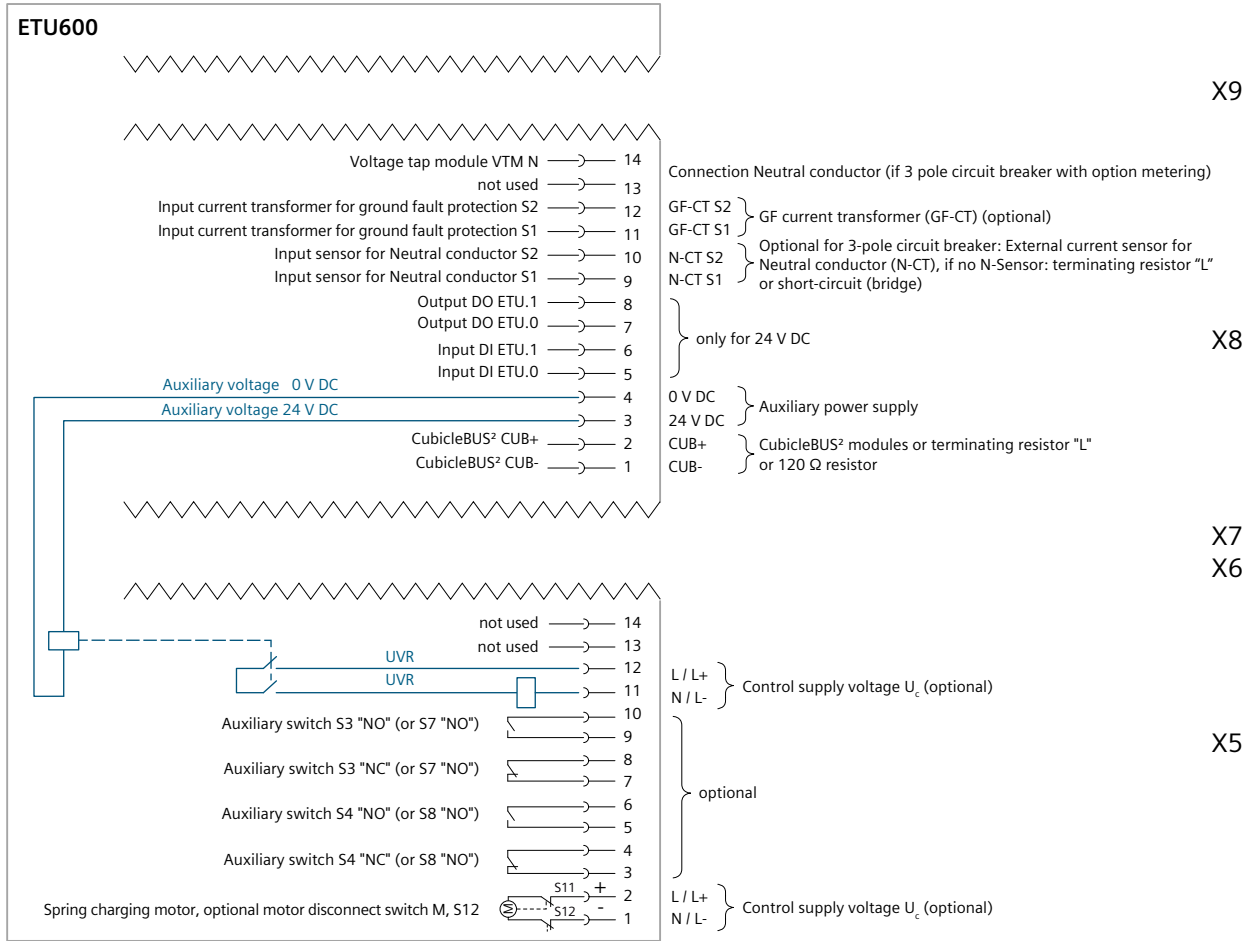 ETU600
X9
Voltage tap module VTM N 14 Connection Neutral conductor (if 3 pole circuit breaker with option metering)
not used 13
Input current transformer for ground fault protection S2 12 GF-CT S2
Input current transformer for ground fault protection S1 11 GF-CT S1
GF current transformer (GF-CT) (optional)
Input sensor for Neutral conductor S2 10 N-CT S2
Input sensor for Neutral conductor S1 9 N-CT S1
Optional for 3-pole circuit breaker: External current sensor for
Neutral conductor (N-CT), if no N-Sensor: terminating resistor “L”
or short-circuit (bridge)
Output DO ETU.1 8
Output DO ETU.0 7
Input DI ETU.1 6
Input DI ETU.0 5
only for 24 V DC
X8
Auxiliary voltage 0 V DC 4 0 V DC
Auxiliary voltage 24 V DC 3 24 V DC
Auxiliary power supply
CubicleBUS² CUB+ 2 CUB+
CubicleBUS² CUB- 1 CUB-
CubicleBUS² modules or terminating resistor "L"
or 120 Ω resistor
X7
X6
not used 14
not used 13
UVR 12 L / L+
UVR 11 N / L-
Control supply voltage Uc (optional)
Auxiliary switch S3 "NO" (or S7 "NO") 10
9
Auxiliary switch S3 "NC" (or S7 "NO") 8
7
Auxiliary switch S4 "NO" (or S8 "NO") 6
5
Auxiliary switch S4 "NC" (or S8 "NO") 4
3
optional
X5
Spring charging motor, optional motor disconnect switch M, S12 M
S11 + 2 L / L+
S12 - 1 N / L-
Control supply voltage Uc (optional)